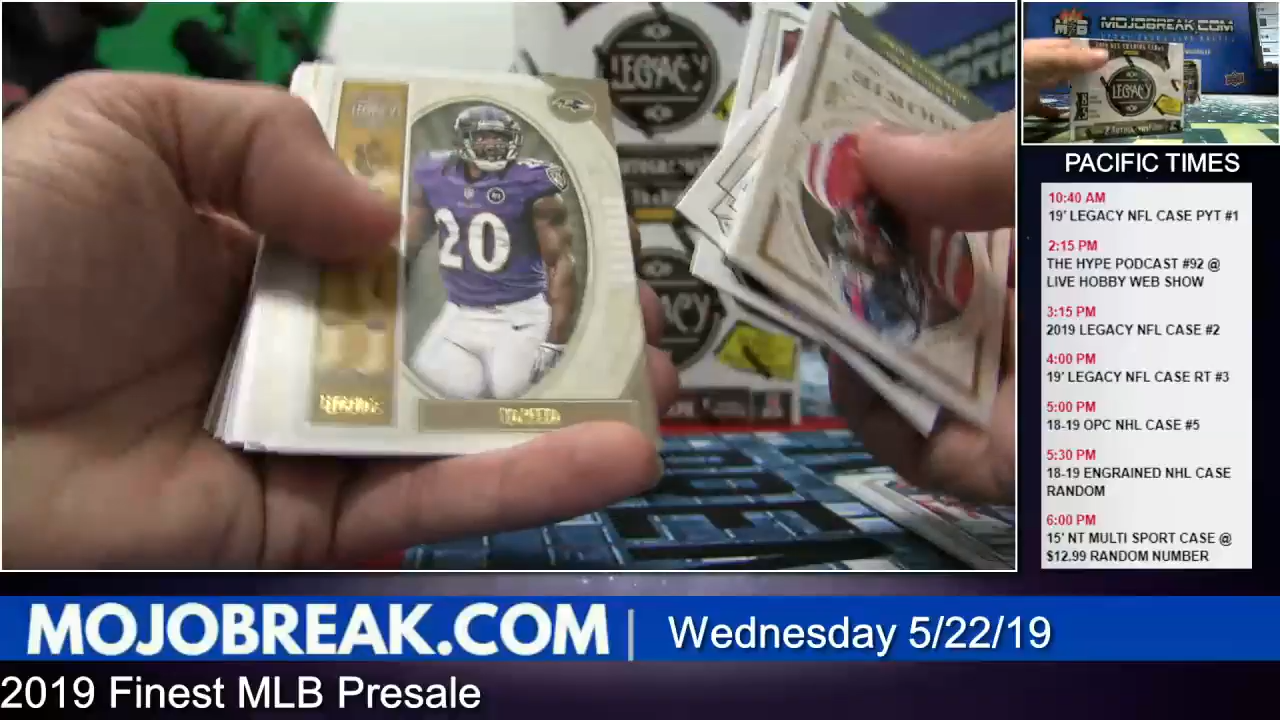 LEGACY
20
MOJOBREAK.COM
LEGACY
PACIFIC TIMES
10:40 AM
19' LEGACY NFL CASE PYT #1
2:15 PM
THE HYPE PODCAST #92 @
LIVE HOBBY WEB SHOW
3:15 PM
2019 LEGACY NFL CASE #2
4:00 PM
19' LEGACY NFL CASE RT #3
5:00 PM
18-19 OPC NHL CASE #5
5:30 PM
18-19 ENGRAINED NHL CASE
RANDOM
6:00 PM
15' NT MULTI SPORT CASE @
$12.99 RANDOM NUMBER
MOJOBREAK.COM | Wednesday 5/22/19
2019 Finest MLB Presale